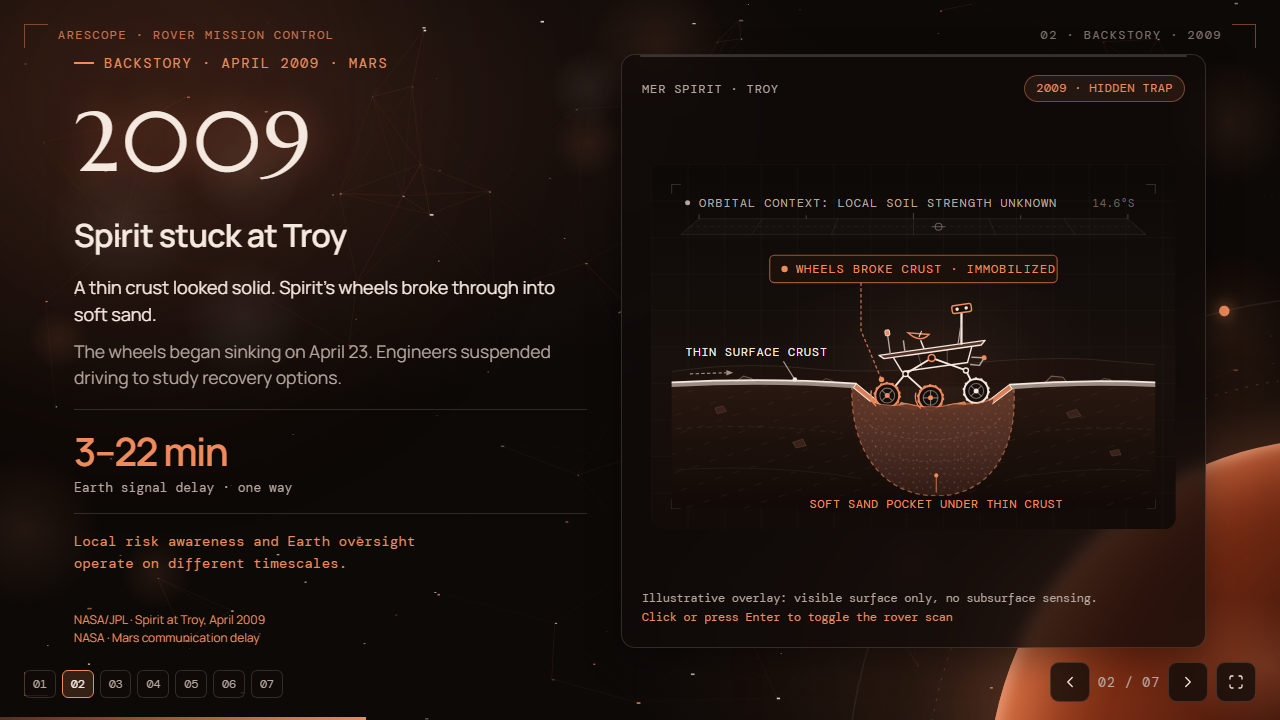 ARESCOPE · ROVER MISSION CONTROL
02 · BACKSTORY · 2009
BACKSTORY · APRIL 2009 · MARS
2009
Spirit stuck at Troy
A thin crust looked solid. Spirit's wheels broke through into
soft sand.
The wheels began sinking on April 23. Engineers suspended
driving to study recovery options.
3–22 min
Earth signal delay · one way
Local risk awareness and Earth oversight
operate on different timescales.
NASA/JPL · Spirit at Troy, April 2009
NASA · Mars communication delay
MER SPIRIT · TROY
2009 · HIDDEN TRAP
ORBITAL CONTEXT: LOCAL SOIL STRENGTH UNKNOWN
14.6°S
WHEELS BROKE CRUST · IMMOBILIZED
THIN SURFACE CRUST
SOFT SAND POCKET UNDER THIN CRUST
Illustrative overlay: visible surface only, no subsurface sensing.
Click or press Enter to toggle the rover scan
01 02 03 04 05 06 07
02 / 07